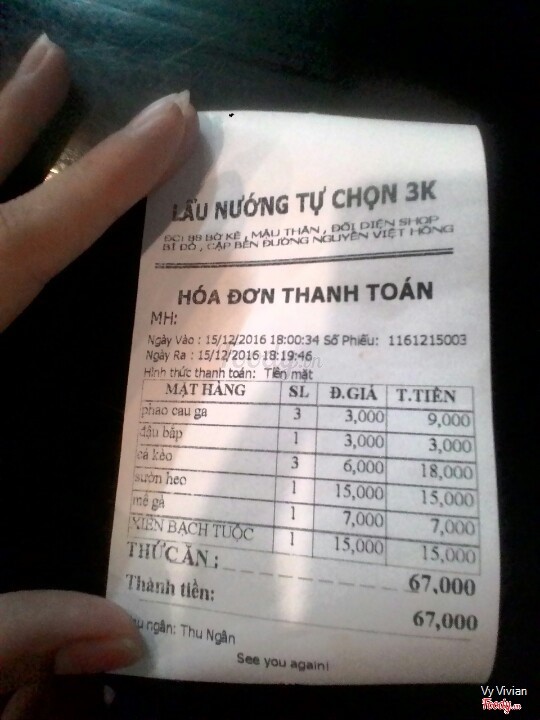 LẨU NƯỚNG TỰ CHỌN 3K
ĐC: 98 BỜ KÈ , MẬU THÂN , ĐỐI DIỆN SHOP
BÍ ĐỎ , CẶP BÊN ĐƯỜNG NGUYỄN VIỆT HỒNG
HÓA ĐƠN THANH TOÁN
MH:
Ngày Vào : 15/12/2016 18:00:34 Số Phiếu: 1161215003
Ngày Ra : 15/12/2016 18:19:46
Hình thức thanh toán: Tiền mặt
MẶT HÀNG SL Đ.GIÁ T.TIỀN
phao cau gà 3 3,000 9,000
đậu bắp 1 3,000 3,000
cá kèo 3 6,000 18,000
sườn heo 1 15,000 15,000
mề gà 1 7,000 7,000
XIÊN BẠCH TUỘC 1 15,000 15,000
THỨC ĂN : 67,000
Thành tiền: 67,000
ngân: Thu Ngân
See you again!
Vy Vivian
Foody.vn